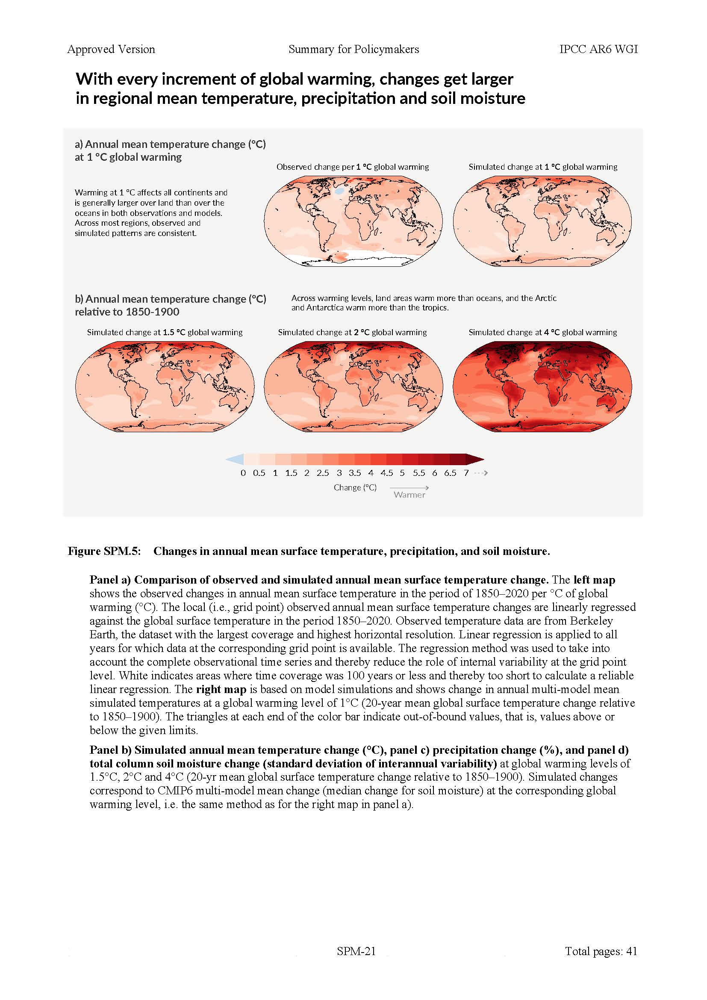 Approved Version Summary for Policymakers IPCC AR6 WGI
With every increment of global warming, changes get larger
in regional mean temperature, precipitation and soil moisture
a) Annual mean temperature change (°C)
at 1 °C global warming
Warming at 1 °C affects all continents and
is generally larger over land than over the
oceans in both observations and models.
Across most regions, observed and
simulated patterns are consistent.
Observed change per 1 °C global warming
Simulated change at 1 °C global warming
b) Annual mean temperature change (°C)
relative to 1850-1900
Across warming levels, land areas warm more than oceans, and the Arctic
and Antarctica warm more than the tropics.
Simulated change at 1.5 °C global warming
Simulated change at 2 °C global warming
Simulated change at 4 °C global warming
0 0.5 1 1.5 2 2.5 3 3.5 4 4.5 5 5.5 6 6.5 7
Change (°C)
Warmer
Figure SPM.5: Changes in annual mean surface temperature, precipitation, and soil moisture.
Panel a) Comparison of observed and simulated annual mean surface temperature change. The left map
shows the observed changes in annual mean surface temperature in the period of 1850–2020 per °C of global
warming (°C). The local (i.e., grid point) observed annual mean surface temperature changes are linearly regressed
against the global surface temperature in the period 1850–2020. Observed temperature data are from Berkeley
Earth, the dataset with the largest coverage and highest horizontal resolution. Linear regression is applied to all
years for which data at the corresponding grid point is available. The regression method was used to take into
account the complete observational time series and thereby reduce the role of internal variability at the grid point
level. White indicates areas where time coverage was 100 years or less and thereby too short to calculate a reliable
linear regression. The right map is based on model simulations and shows change in annual multi-model mean
simulated temperatures at a global warming level of 1°C (20-year mean global surface temperature change relative
to 1850–1900). The triangles at each end of the color bar indicate out-of-bound values, that is, values above or
below the given limits.
Panel b) Simulated annual mean temperature change (°C), panel c) precipitation change (%), and panel d)
total column soil moisture change (standard deviation of interannual variability) at global warming levels of
1.5°C, 2°C and 4°C (20-yr mean global surface temperature change relative to 1850–1900). Simulated changes
correspond to CMIP6 multi-model mean change (median change for soil moisture) at the corresponding global
warming level, i.e. the same method as for the right map in panel a).
SPM-21 Total pages: 41